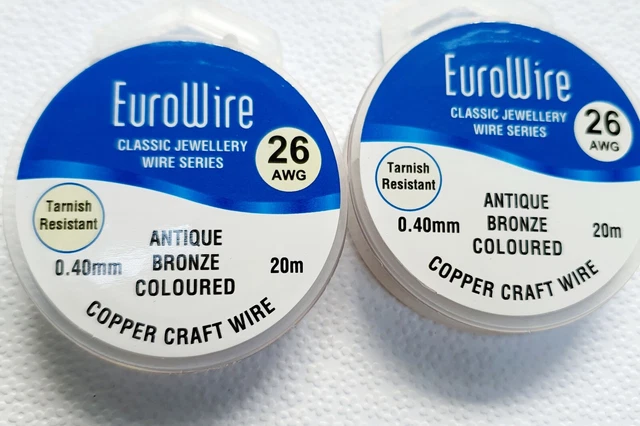 EuroWire
CLASSIC JEWELLERY
WIRE SERIES
26
AWG
Tarnish
Resistant
0.40mm
ANTIQUE
BRONZE
COLOURED
20m
COPPER CRAFT WIRE
EuroWire
CLASSIC JEWELLERY
WIRE SERIES
26
AWG
Tarnish
Resistant
0.40mm
ANTIQUE
BRONZE
COLOURED
20m
COPPER CRAFT WIRE